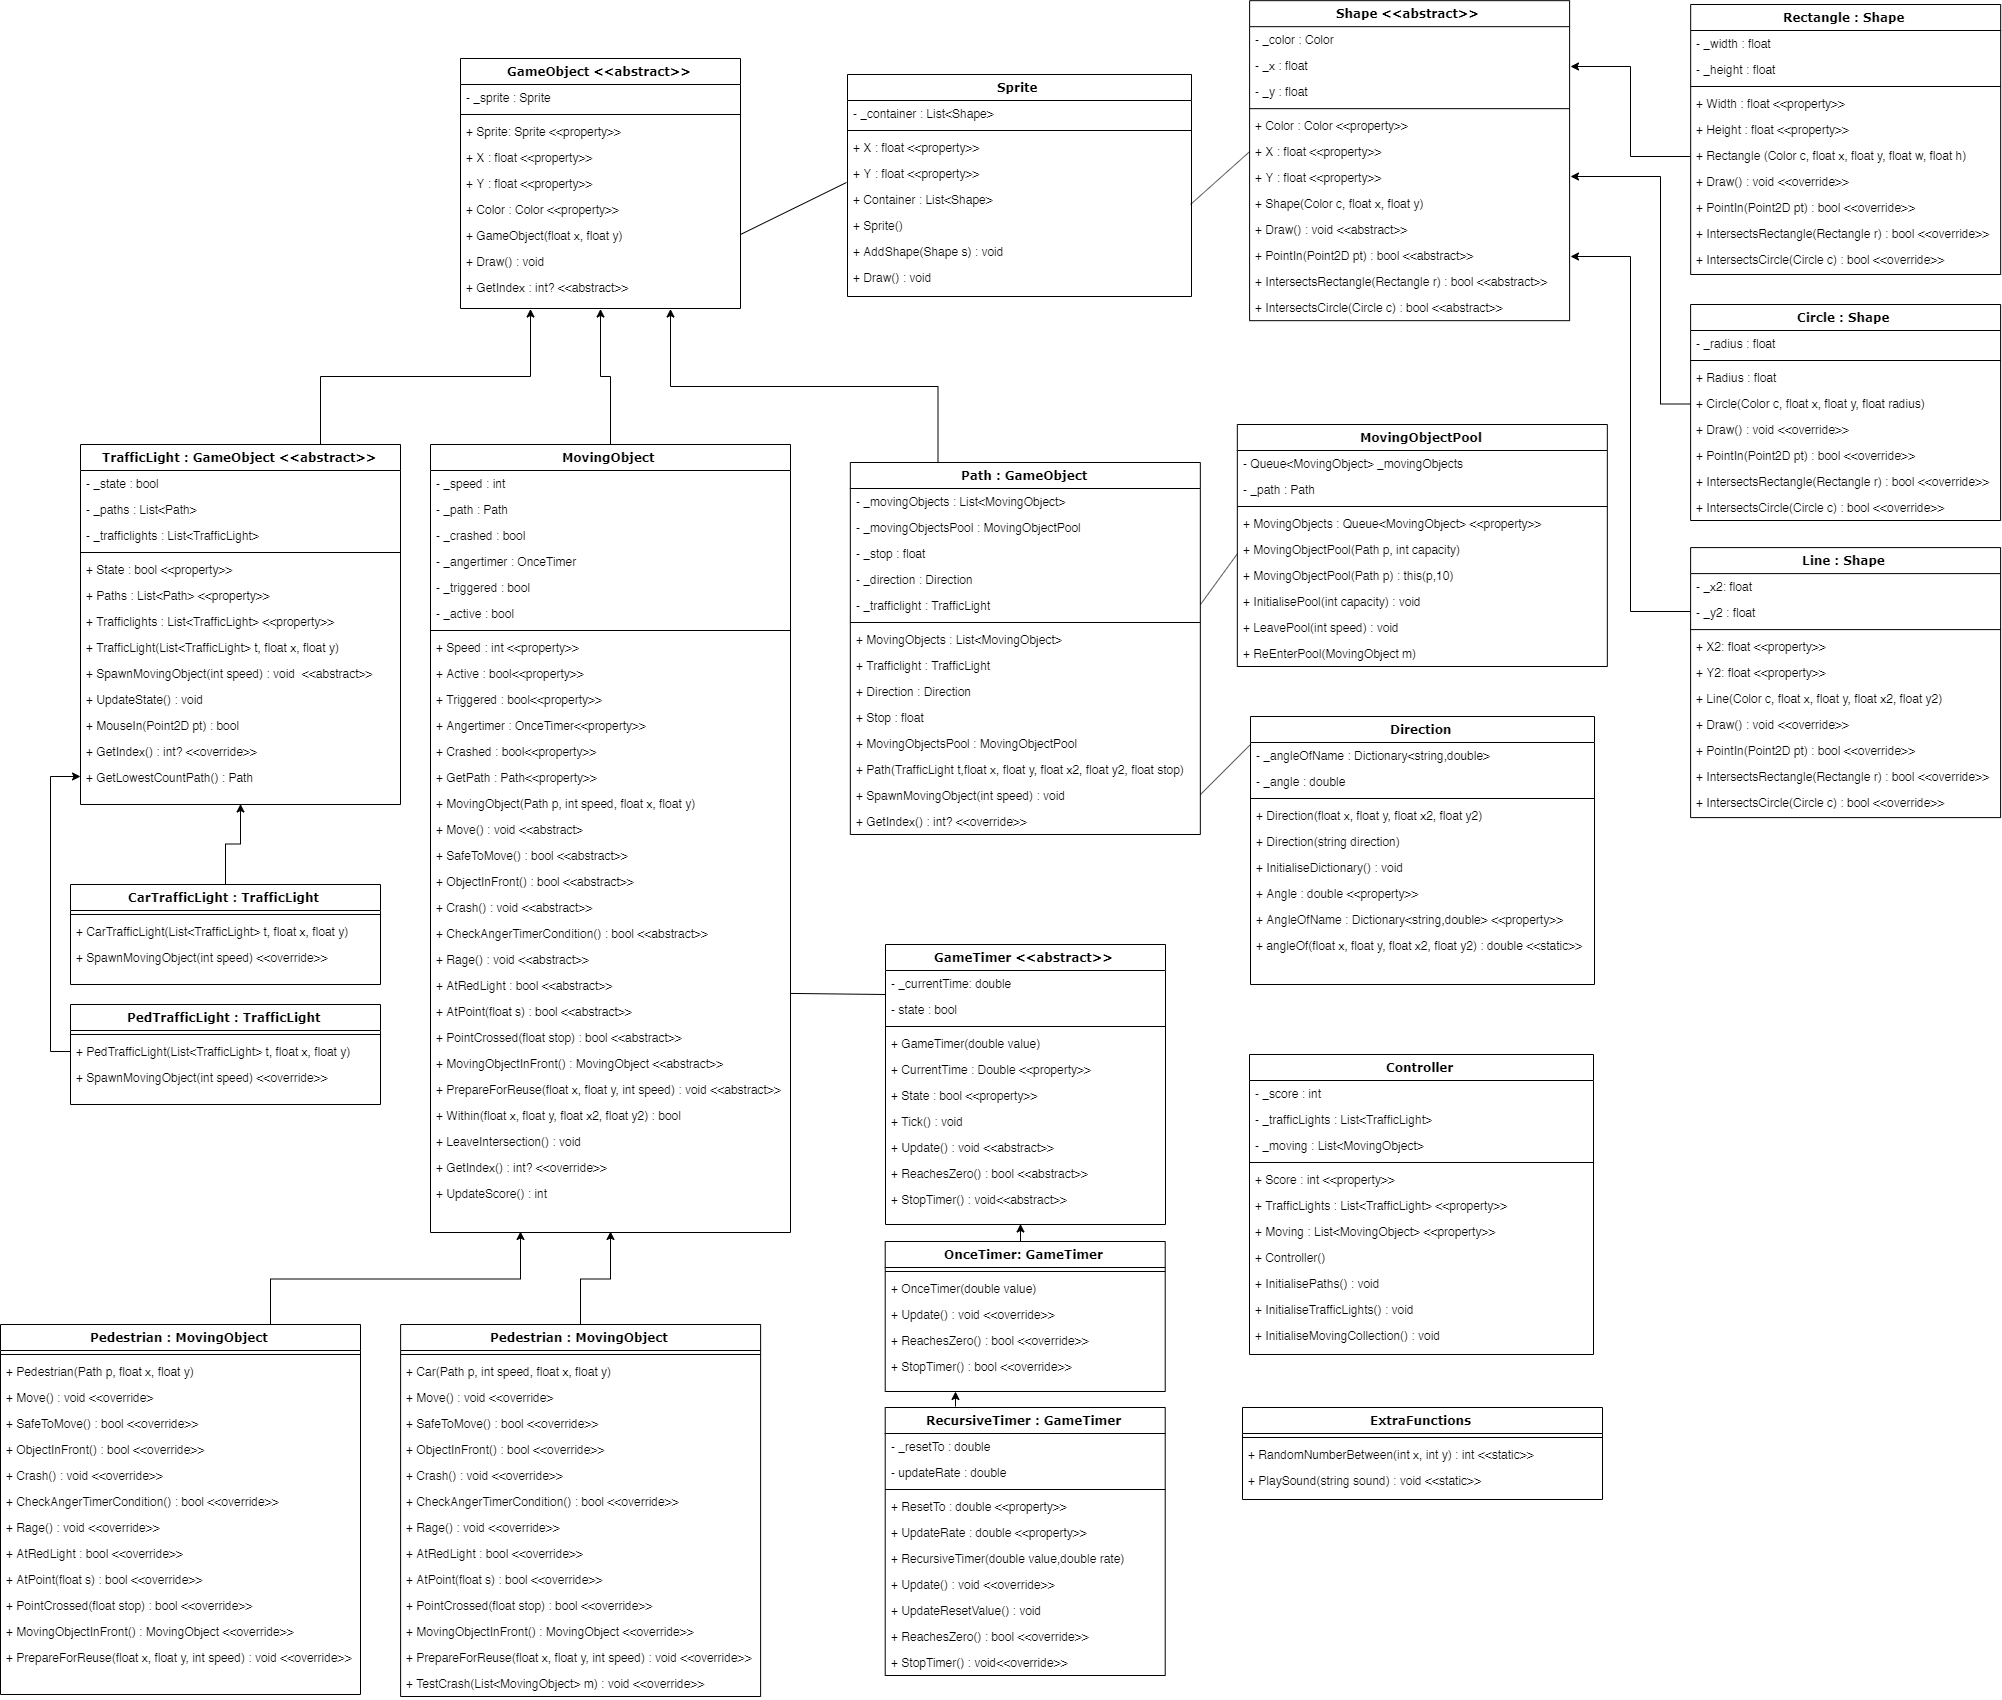 GameObject <<abstract>>
- _sprite : Sprite
+ Sprite: Sprite <<property>>
+ X : float <<property>>
+ Y : float <<property>>
+ Color : Color <<property>>
+ GameObject(float x, float y)
+ Draw() : void
+ GetIndex : int? <<abstract>>
Sprite
- _container : List<Shape>
+ X : float <<property>>
+ Y : float <<property>>
+ Container : List<Shape>
+ Sprite()
+ AddShape(Shape s) : void
+ Draw() : void
Shape <<abstract>>
- _color : Color
- _x : float
- _y : float
+ Color : Color <<property>>
+ X : float <<property>>
+ Y : float <<property>>
+ Shape(Color c, float x, float y)
+ Draw() : void <<abstract>>
+ PointIn(Point2D pt) : bool <<abstract>>
+ IntersectsRectangle(Rectangle r) : bool <<abstract>>
+ IntersectsCircle(Circle c) : bool <<abstract>>
Rectangle : Shape
- _width : float
- _height : float
+ Width : float <<property>>
+ Height : float <<property>>
+ Rectangle (Color c, float x, float y, float w, float h)
+ Draw() : void <<override>>
+ PointIn(Point2D pt) : bool <<override>>
+ IntersectsRectangle(Rectangle r) : bool <<override>>
+ IntersectsCircle(Circle c) : bool <<override>>
Circle : Shape
- _radius : float
+ Radius : float
+ Circle(Color c, float x, float y, float radius)
+ Draw() : void <<override>>
+ PointIn(Point2D pt) : bool <<override>>
+ IntersectsRectangle(Rectangle r) : bool <<override>>
+ IntersectsCircle(Circle c) : bool <<override>>
Line : Shape
- _x2: float
- _y2 : float
+ X2: float <<property>>
+ Y2: float <<property>>
+ Line(Color c, float x, float y, float x2, float y2)
+ Draw() : void <<override>>
+ PointIn(Point2D pt) : bool <<override>>
+ IntersectsRectangle(Rectangle r) : bool <<override>>
+ IntersectsCircle(Circle c) : bool <<override>>
TrafficLight : GameObject <<abstract>>
- _state : bool
- _paths : List<Path>
- _trafficlights : List<TrafficLight>
+ State : bool <<property>>
+ Paths : List<Path> <<property>>
+ Trafficlights : List<TrafficLight> <<property>>
+ TrafficLight(List<TrafficLight> t, float x, float y)
+ SpawnMovingObject(int speed) : void <<abstract>>
+ UpdateState() : void
+ MouseIn(Point2D pt) : bool
+ GetIndex() : int? <<override>>
+ GetLowestCountPath() : Path
CarTrafficLight : TrafficLight
+ CarTrafficLight(List<TrafficLight> t, float x, float y)
+ SpawnMovingObject(int speed) <<override>>
PedTrafficLight : TrafficLight
+ PedTrafficLight(List<TrafficLight> t, float x, float y)
+ SpawnMovingObject(int speed) <<override>>
MovingObject
- _speed : int
- _path : Path
- _crashed : bool
- _angertimer : OnceTimer
- _triggered : bool
- _active : bool
+ Speed : int <<property>>
+ Active : bool<<property>>
+ Triggered : bool<<property>>
+ Angertimer : OnceTimer<<property>>
+ Crashed : bool<<property>>
+ GetPath : Path<<property>>
+ MovingObject(Path p, int speed, float x, float y)
+ Move() : void <<abstract>
+ SafeToMove() : bool <<abstract>>
+ ObjectInFront() : bool <<abstract>>
+ Crash() : void <<abstract>>
+ CheckAngerTimerCondition() : bool <<abstract>>
+ Rage() : void <<abstract>>
+ AtRedLight : bool <<abstract>>
+ AtPoint(float s) : bool <<abstract>>
+ PointCrossed(float stop) : bool <<abstract>>
+ MovingObjectInFront() : MovingObject <<abstract>>
+ PrepareForReuse(float x, float y, int speed) : void <<abstract>>
+ Within(float x, float y, float x2, float y2) : bool
+ LeaveIntersection() : void
+ GetIndex() : int? <<override>>
+ UpdateScore() : int
Path : GameObject
- _movingObjects : List<MovingObject>
- _movingObjectsPool : MovingObjectPool
- _stop : float
- _direction : Direction
- _trafficlight : TrafficLight
+ MovingObjects : List<MovingObject>
+ Trafficlight : TrafficLight
+ Direction : Direction
+ Stop : float
+ MovingObjectsPool : MovingObjectPool
+ Path(TrafficLight t,float x, float y, float x2, float y2, float stop)
+ SpawnMovingObject(int speed) : void
+ GetIndex() : int? <<override>>
MovingObjectPool
- Queue<MovingObject> _movingObjects
- _path : Path
+ MovingObjects : Queue<MovingObject> <<property>>
+ MovingObjectPool(Path p, int capacity)
+ MovingObjectPool(Path p) : this(p,10)
+ InitialisePool(int capacity) : void
+ LeavePool(int speed) : void
+ ReEnterPool(MovingObject m)
Direction
- _angleOfName : Dictionary<string,double>
- _angle : double
+ Direction(float x, float y, float x2, float y2)
+ Direction(string direction)
+ InitialiseDictionary() : void
+ Angle : double <<property>>
+ AngleOfName : Dictionary<string,double> <<property>>
+ angleOf(float x, float y, float x2, float y2) : double <<static>>
GameTimer <<abstract>>
- _currentTime: double
- state : bool
+ GameTimer(double value)
+ CurrentTime : Double <<property>>
+ State : bool <<property>>
+ Tick() : void
+ Update() : void <<abstract>>
+ ReachesZero() : bool <<abstract>>
+ StopTimer() : void<<abstract>>
OnceTimer: GameTimer
+ OnceTimer(double value)
+ Update() : void <<override>>
+ ReachesZero() : bool <<override>>
+ StopTimer() : bool <<override>>
RecursiveTimer : GameTimer
- _resetTo : double
- updateRate : double
+ ResetTo : double <<property>>
+ UpdateRate : double <<property>>
+ RecursiveTimer(double value,double rate)
+ Update() : void <<override>>
+ UpdateResetValue() : void
+ ReachesZero() : bool <<override>>
+ StopTimer() : void<<override>>
Controller
- _score : int
- _trafficLights : List<TrafficLight>
- _moving : List<MovingObject>
+ Score : int <<property>>
+ TrafficLights : List<TrafficLight> <<property>>
+ Moving : List<MovingObject> <<property>>
+ Controller()
+ InitialisePaths() : void
+ InitialiseTrafficLights() : void
+ InitialiseMovingCollection() : void
ExtraFunctions
+ RandomNumberBetween(int x, int y) : int <<static>>
+ PlaySound(string sound) : void <<static>>
Pedestrian : MovingObject
+ Pedestrian(Path p, float x, float y)
+ Move() : void <<override>
+ SafeToMove() : bool <<override>>
+ ObjectInFront() : bool <<override>>
+ Crash() : void <<override>>
+ CheckAngerTimerCondition() : bool <<override>>
+ Rage() : void <<override>>
+ AtRedLight : bool <<override>>
+ AtPoint(float s) : bool <<override>>
+ PointCrossed(float stop) : bool <<override>>
+ MovingObjectInFront() : MovingObject <<override>>
+ PrepareForReuse(float x, float y, int speed) : void <<override>>
Pedestrian : MovingObject
+ Car(Path p, int speed, float x, float y)
+ Move() : void <<override>
+ SafeToMove() : bool <<override>>
+ ObjectInFront() : bool <<override>>
+ Crash() : void <<override>>
+ CheckAngerTimerCondition() : bool <<override>>
+ Rage() : void <<override>>
+ AtRedLight : bool <<override>>
+ AtPoint(float s) : bool <<override>>
+ PointCrossed(float stop) : bool <<override>>
+ MovingObjectInFront() : MovingObject <<override>>
+ PrepareForReuse(float x, float y, int speed) : void <<override>>
+ TestCrash(List<MovingObject> m) : void <<override>>